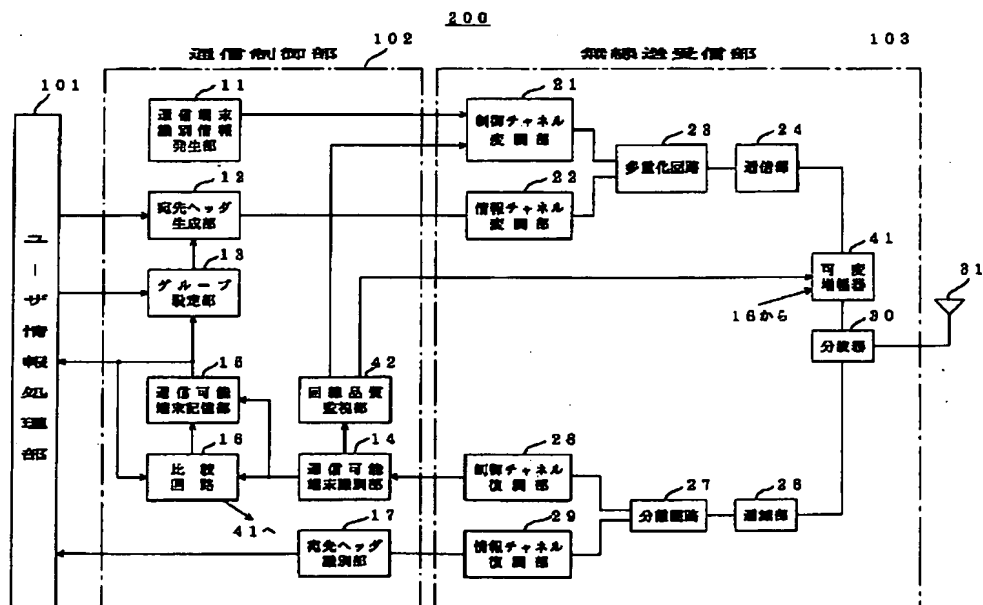 200
通信制御部
102
無線送受信部
103
101
ユーザ情報処理部
11
通信端末
識別情報
発生部
12
宛先ヘッダ
生成部
13
グループ
設定部
15
通信可能
端末記憶部
16
比較
回路
41へ
42
回線品質
監視部
14
通信可能
端末識別部
17
宛先ヘッダ
識別部
21
制御チャネル
変調部
22
情報チャネル
変調部
23
多重化回路
24
送信部
41
可変
増幅器
16から
30
分波器
31
28
制御チャネル
復調部
29
情報チャネル
復調部
27
分離回路
26